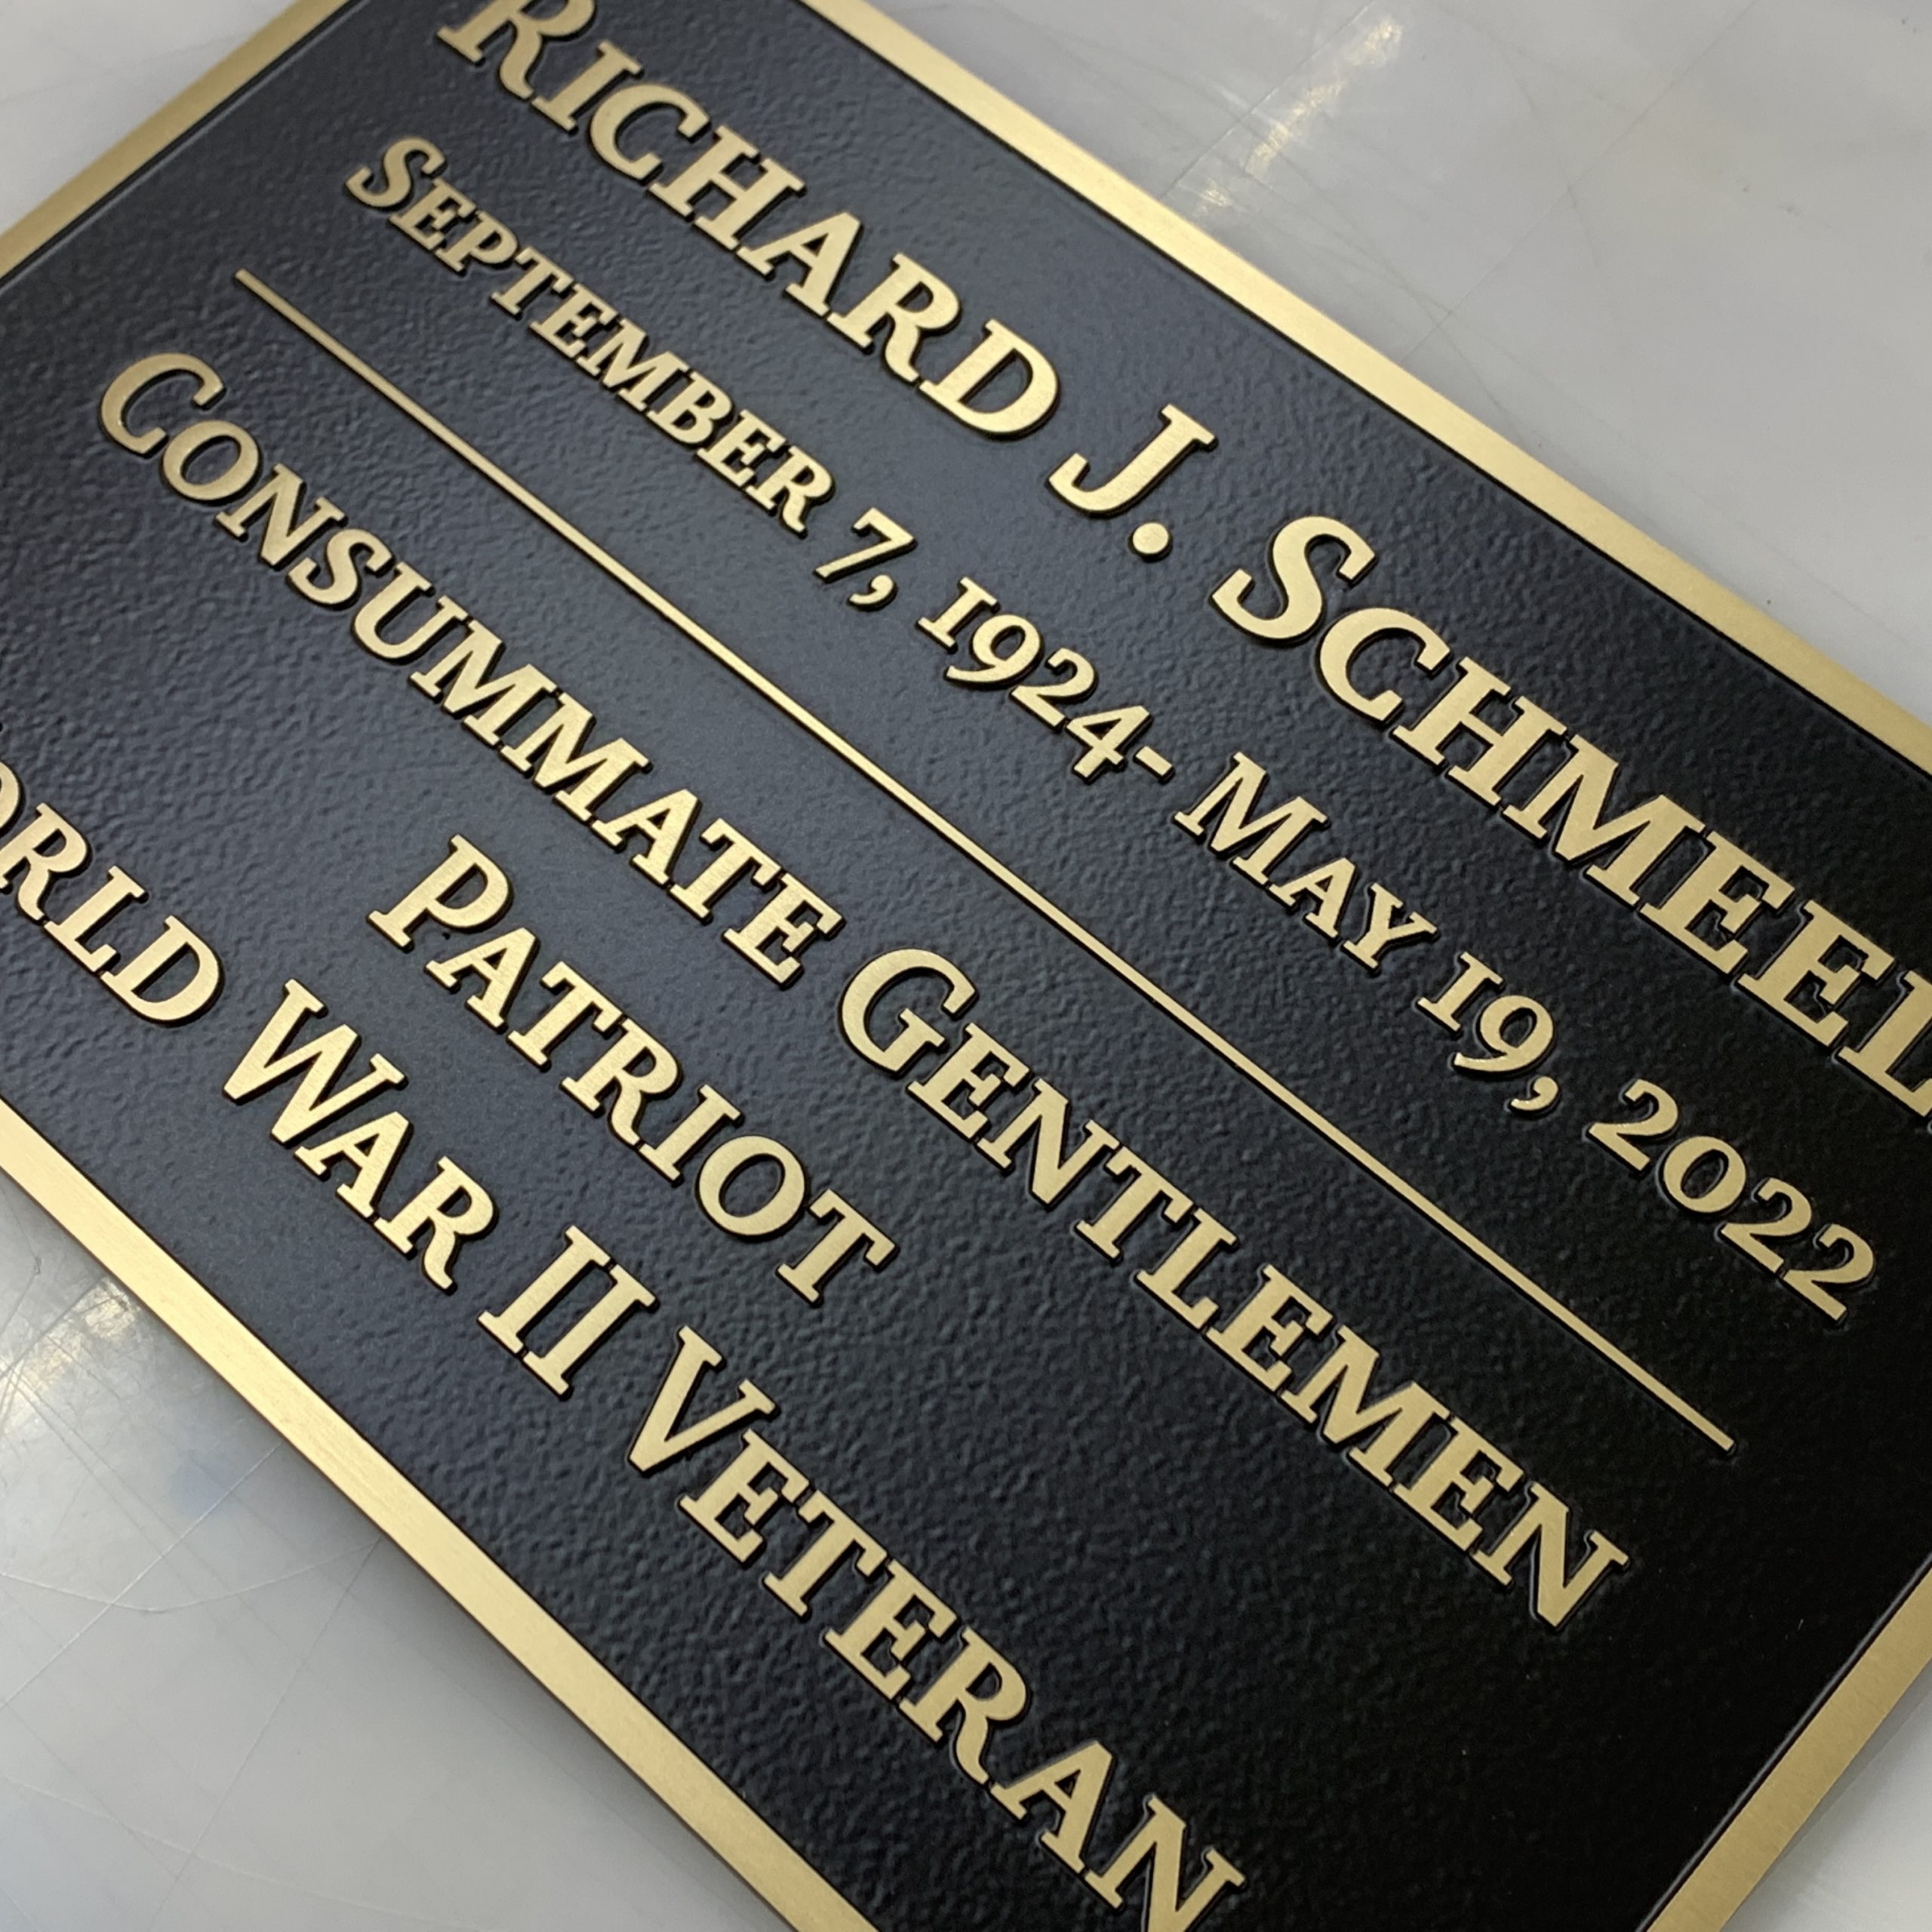 RICHARD J. SCHMEEL
SEPTEMBER 7, 1924- MAY 19, 2022
CONSUMMATE GENTLEMEN
PATRIOT
ORLD WAR II VETERAN